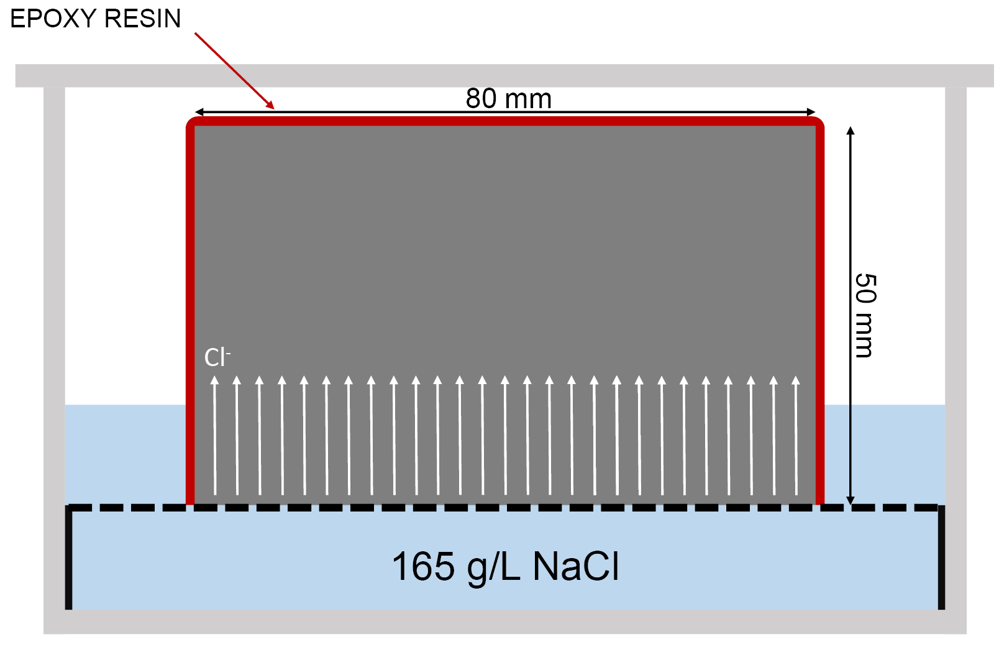 EPOXY RESIN
80 mm
50 mm
Cl⁻
165 g/L NaCl